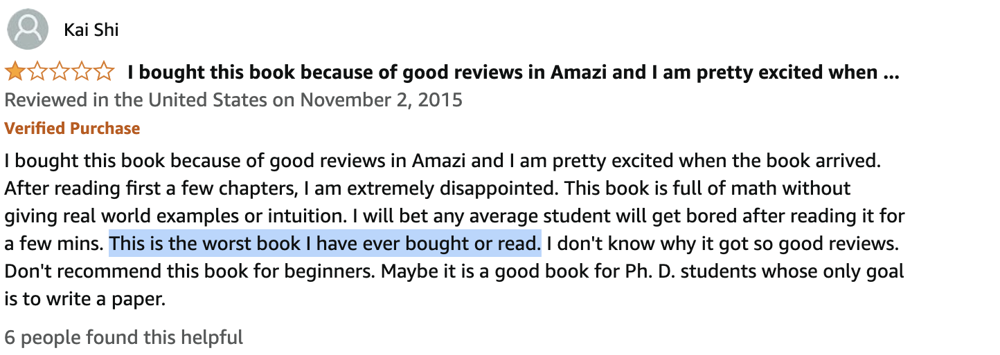 Kai Shi
I bought this book because of good reviews in Amazi and I am pretty excited when ...
Reviewed in the United States on November 2, 2015
Verified Purchase
I bought this book because of good reviews in Amazi and I am pretty excited when the book arrived.
After reading first a few chapters, I am extremely disappointed. This book is full of math without
giving real world examples or intuition. I will bet any average student will get bored after reading it for
a few mins. This is the worst book I have ever bought or read. I don't know why it got so good reviews.
Don't recommend this book for beginners. Maybe it is a good book for Ph. D. students whose only goal
is to write a paper.
6 people found this helpful